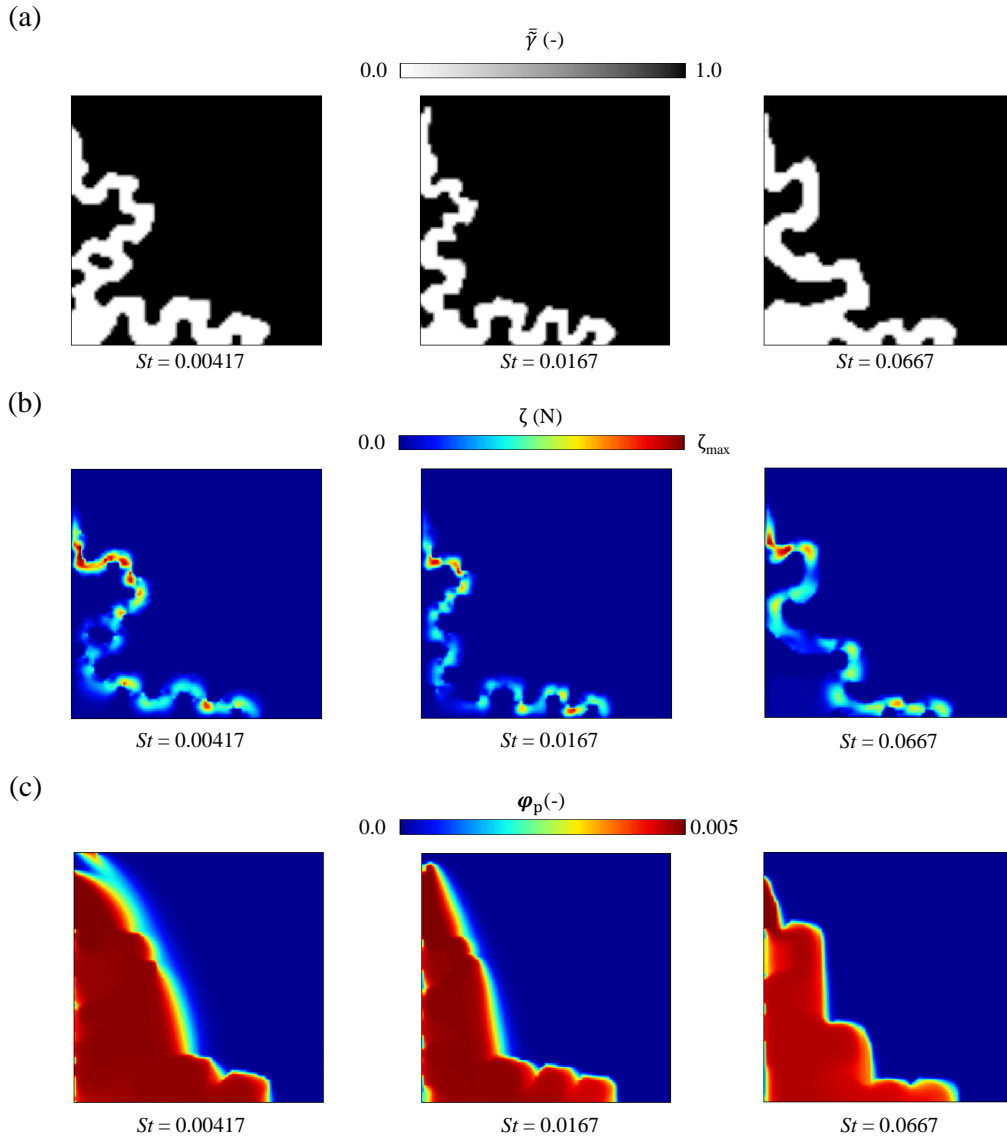 (a)
γ̿̃ (-)
0.0 1.0
St = 0.00417 St = 0.0167 St = 0.0667
(b)
ζ (N)
0.0 ζmax
St = 0.00417 St = 0.0167 St = 0.0667
(c)
φp(-)
0.0 0.005
St = 0.00417 St = 0.0167 St = 0.0667